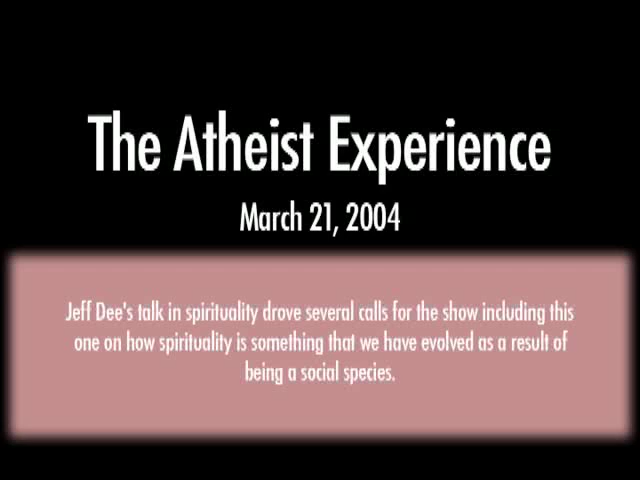 The Atheist Experience
March 21, 2004
Jeff Dee's talk in spirituality drove several calls for the show including this
one on how spirituality is something that we have evolved as a result of
being a social species.